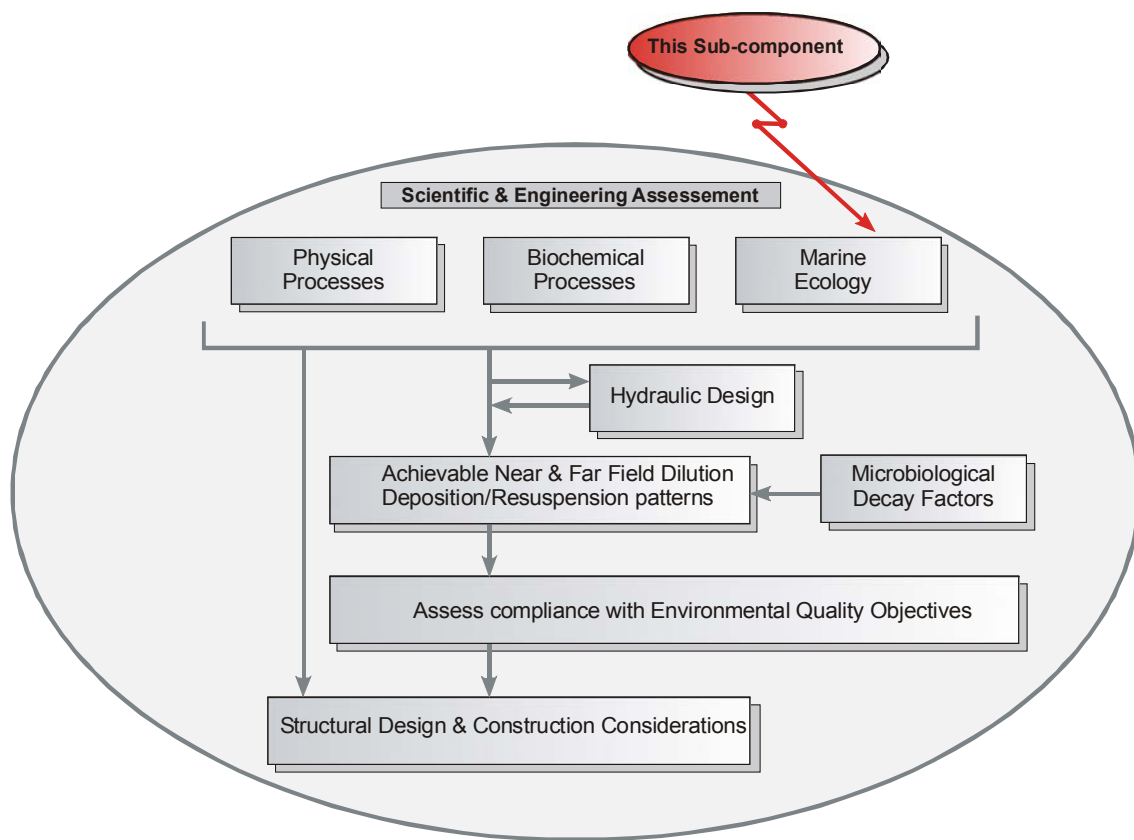 This Sub-component
Scientific & Engineering Assessement
Physical
Processes
Biochemical
Processes
Marine
Ecology
Hydraulic Design
Achievable Near & Far Field Dilution
Deposition/Resuspension patterns
Microbiological
Decay Factors
Assess compliance with Environmental Quality Objectives
Structural Design & Construction Considerations